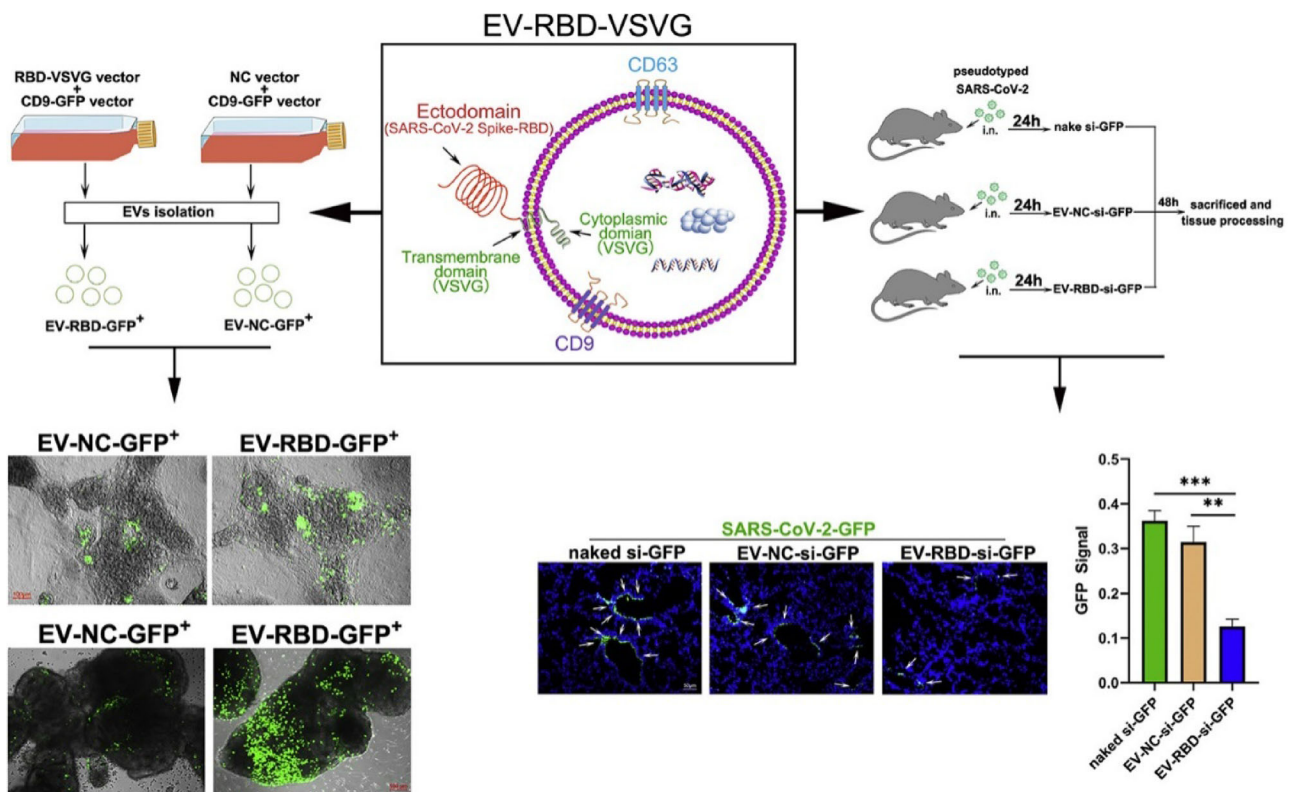 EV-RBD-VSVG
RBD-VSVG vector
+
CD9-GFP vector
NC vector
+
CD9-GFP vector
EVs isolation
EV-RBD-GFP+
EV-NC-GFP+
CD63
Ectodomain
(SARS-CoV-2 Spike-RBD)
Cytoplasmic
domian
(VSVG)
Transmembrane
domain
(VSVG)
CD9
pseudotyped
SARS-CoV-2
i.n.
24h
nake si-GFP
i.n.
24h
EV-NC-si-GFP
48h
sacrificed and
tissue processing
i.n.
24h
EV-RBD-si-GFP
EV-NC-GFP+
EV-RBD-GFP+
EV-NC-GFP+
EV-RBD-GFP+
SARS-CoV-2-GFP
naked si-GFP
EV-NC-si-GFP
EV-RBD-si-GFP
0.5
0.4
0.3
0.2
0.1
0.0
GFP Signal
***
**
naked si-GFP
EV-NC-si-GFP
EV-RBD-si-GFP